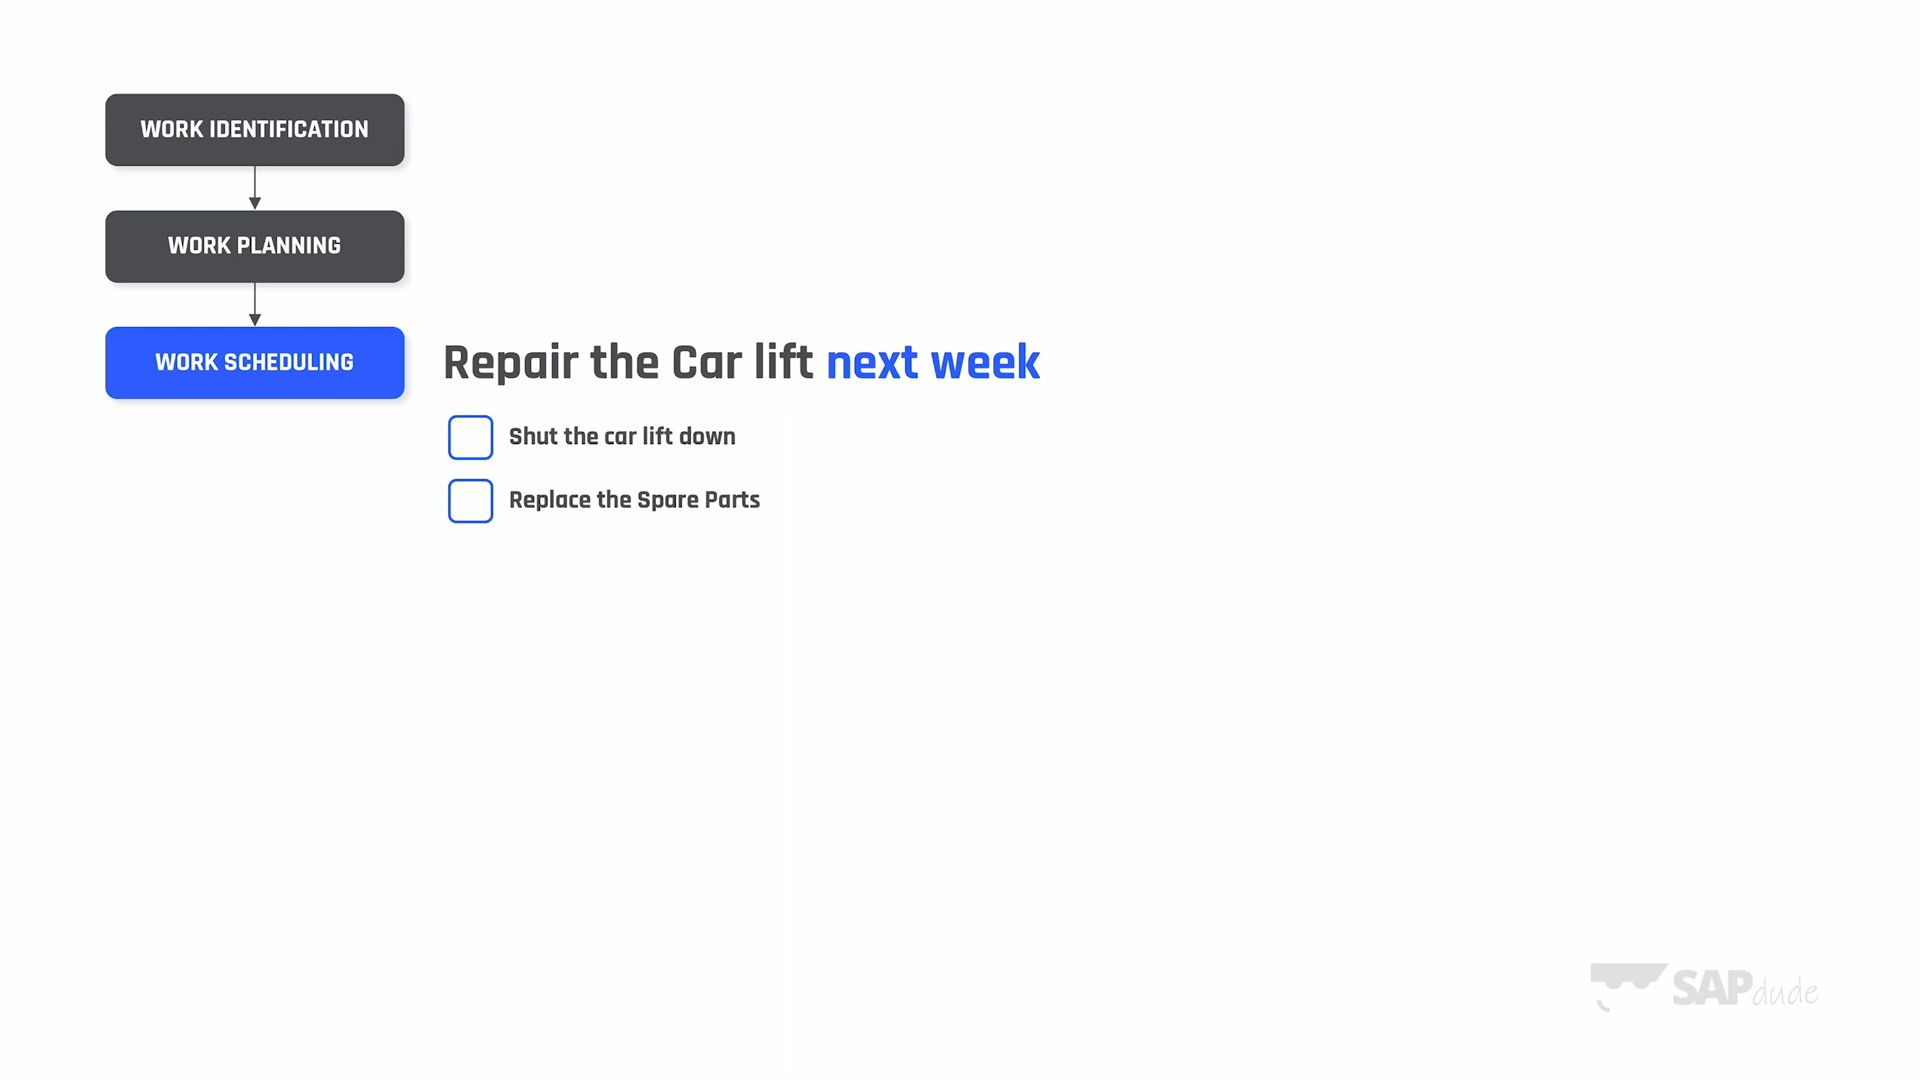 WORK IDENTIFICATION
WORK PLANNING
WORK SCHEDULING
Repair the Car lift next week
Shut the car lift down
Replace the Spare Parts
SAPdude